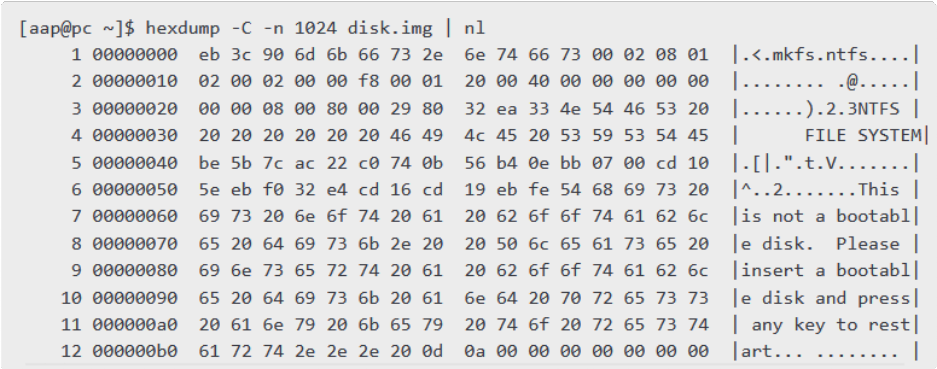 [aap@pc ~]$ hexdump -C -n 1024 disk.img | nl
1 00000000 eb 3c 90 6d 6b 66 73 2e 6e 74 66 73 00 02 08 01 |.<.mkfs.ntfs....|
2 00000010 02 00 02 00 00 f8 00 01 20 00 40 00 00 00 00 00 |........ .@.....|
3 00000020 00 00 08 00 80 00 29 80 32 ea 33 4e 54 46 53 20 |......).2.3NTFS |
4 00000030 20 20 20 20 20 20 46 49 4c 45 20 53 59 53 54 45 | FILE SYSTEM|
5 00000040 be 5b 7c ac 22 c0 74 0b 56 b4 0e bb 07 00 cd 10 |.[|.".t.V.......|
6 00000050 5e eb f0 32 e4 cd 16 cd 19 eb fe 54 68 69 73 20 |^..2.......This |
7 00000060 69 73 20 6e 6f 74 20 61 20 62 6f 6f 74 61 62 6c |is not a bootabl|
8 00000070 65 20 64 69 73 6b 2e 20 20 50 6c 65 61 73 65 20 |e disk. Please |
9 00000080 69 6e 73 65 72 74 20 61 20 62 6f 6f 74 61 62 6c |insert a bootabl|
10 00000090 65 20 64 69 73 6b 20 61 6e 64 20 70 72 65 73 73 |e disk and press|
11 000000a0 20 61 6e 79 20 6b 65 79 20 74 6f 20 72 65 73 74 | any key to rest|
12 000000b0 61 72 74 2e 2e 2e 20 0d 0a 00 00 00 00 00 00 00 |art... ........ |